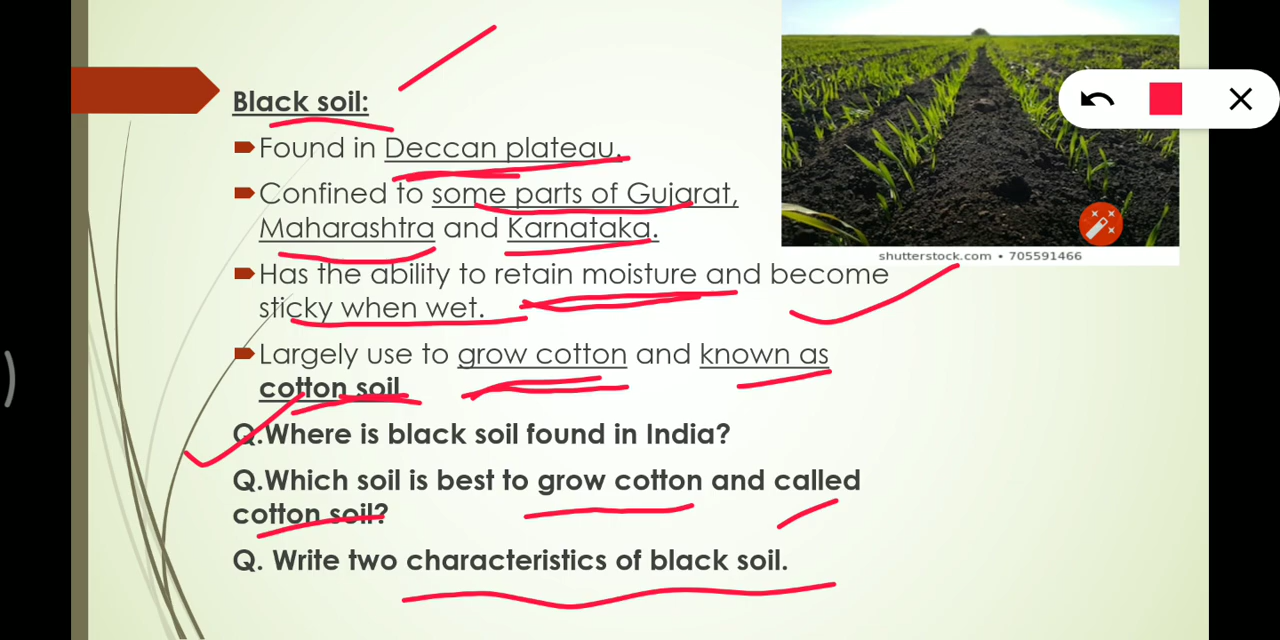 Black soil:
Found in Deccan plateau.
Confined to some parts of Gujarat,
Maharashtra and Karnataka.
shutterstock.com • 705591466
Has the ability to retain moisture and become
sticky when wet.
Largely use to grow cotton and known as
cotton soil
Q.Where is black soil found in India?
Q.Which soil is best to grow cotton and called
cotton soil?
Q. Write two characteristics of black soil.